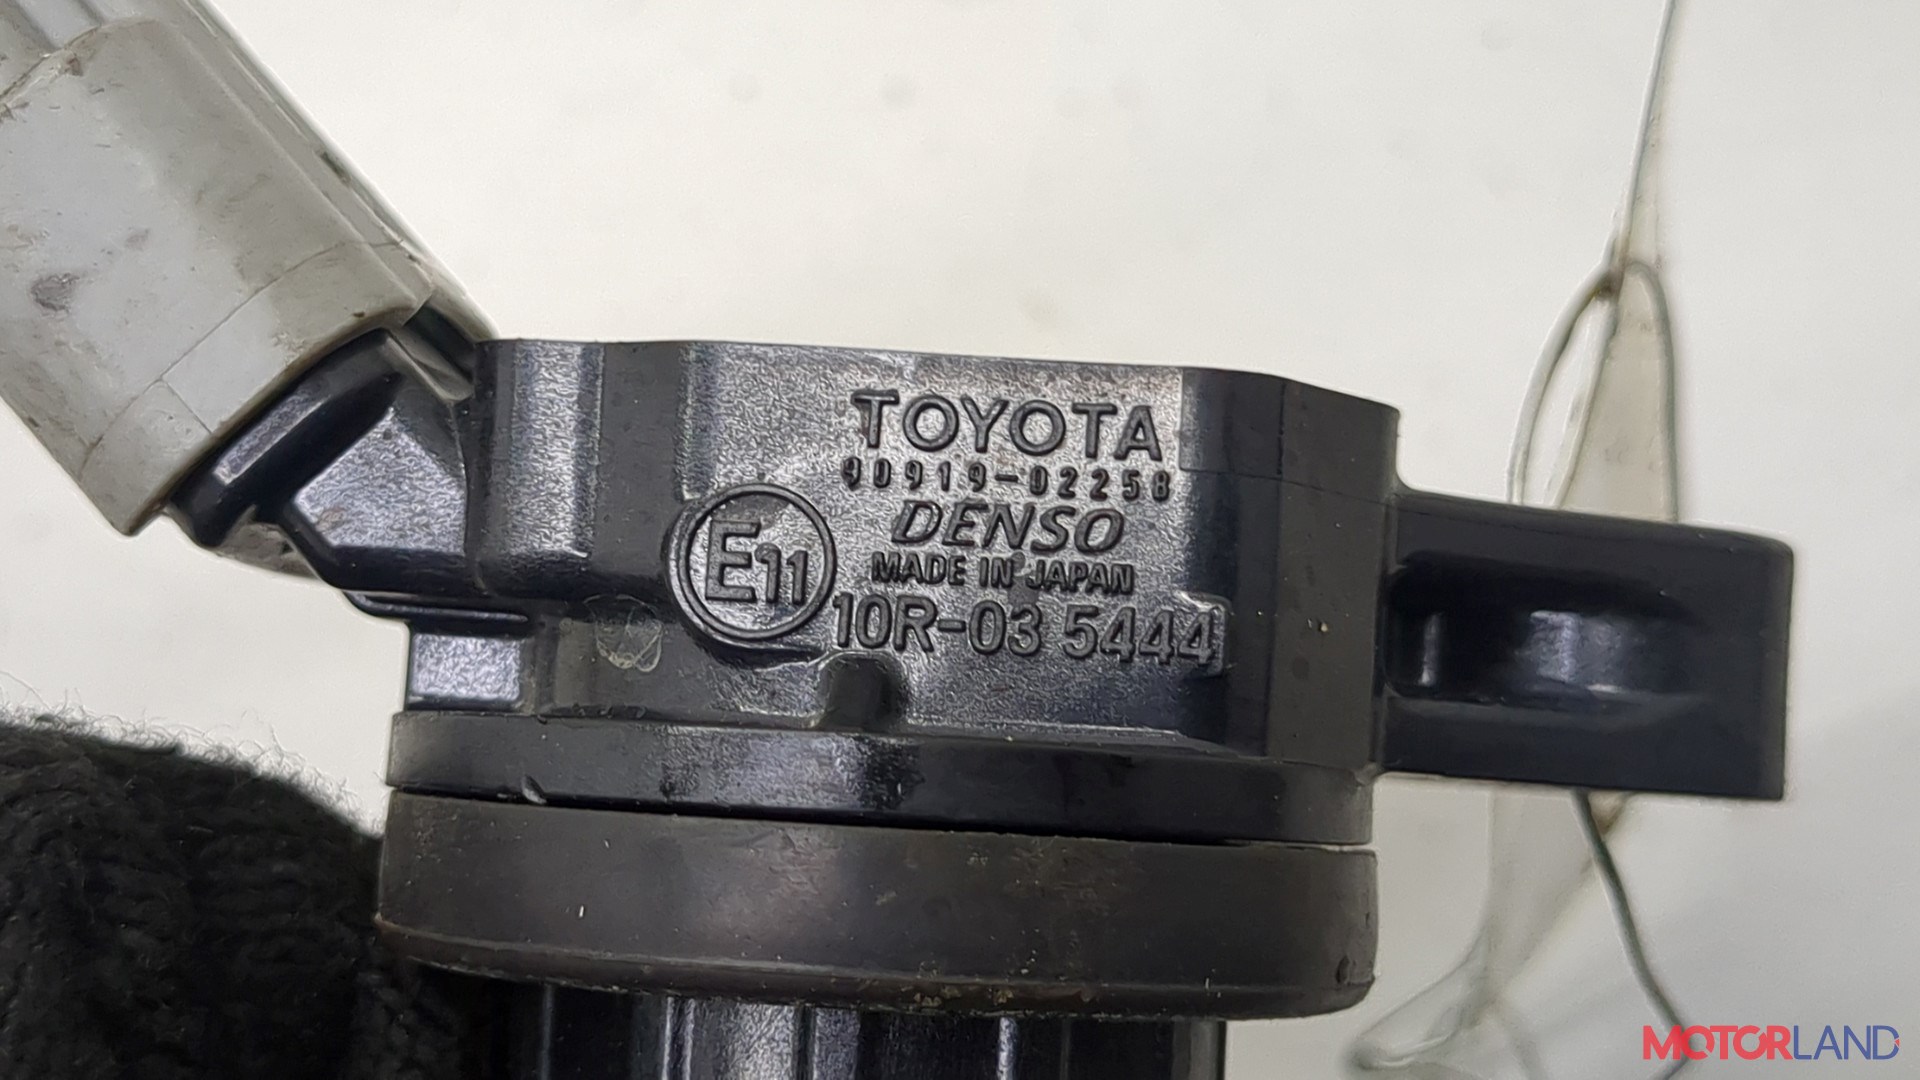 TOYOTA
90919-02258
DENSO
MADE IN JAPAN
E11
10R-03 5444
MOTORLAND